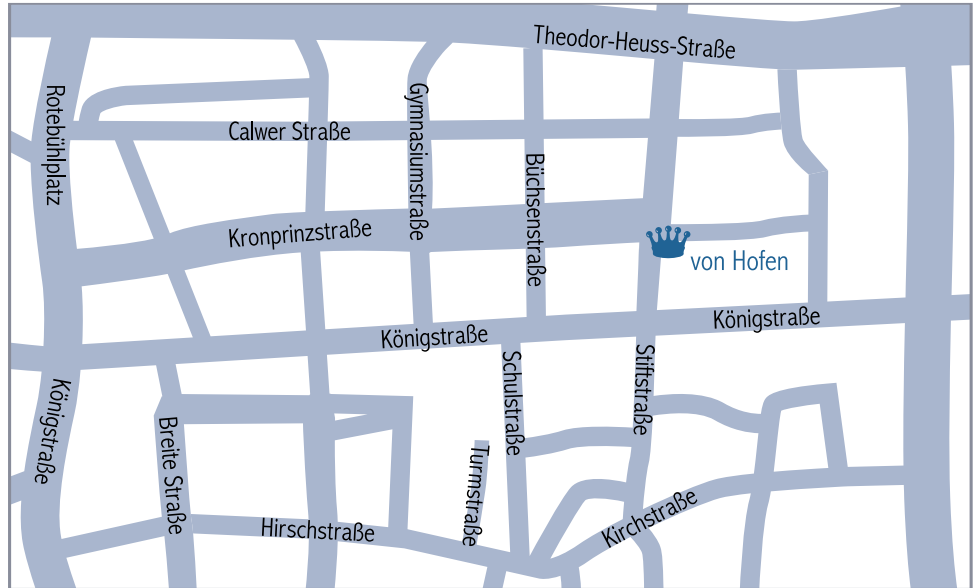 Theodor-Heuss-Straße
Rotebühlplatz
Gymnasiumstraße
Calwer Straße
Büchsenstraße
Kronprinzstraße
von Hofen
Königstraße
Königstraße
Schulstraße
Stiftstraße
Königstraße
Breite Straße
Turmstraße
Hirschstraße
Kirchstraße